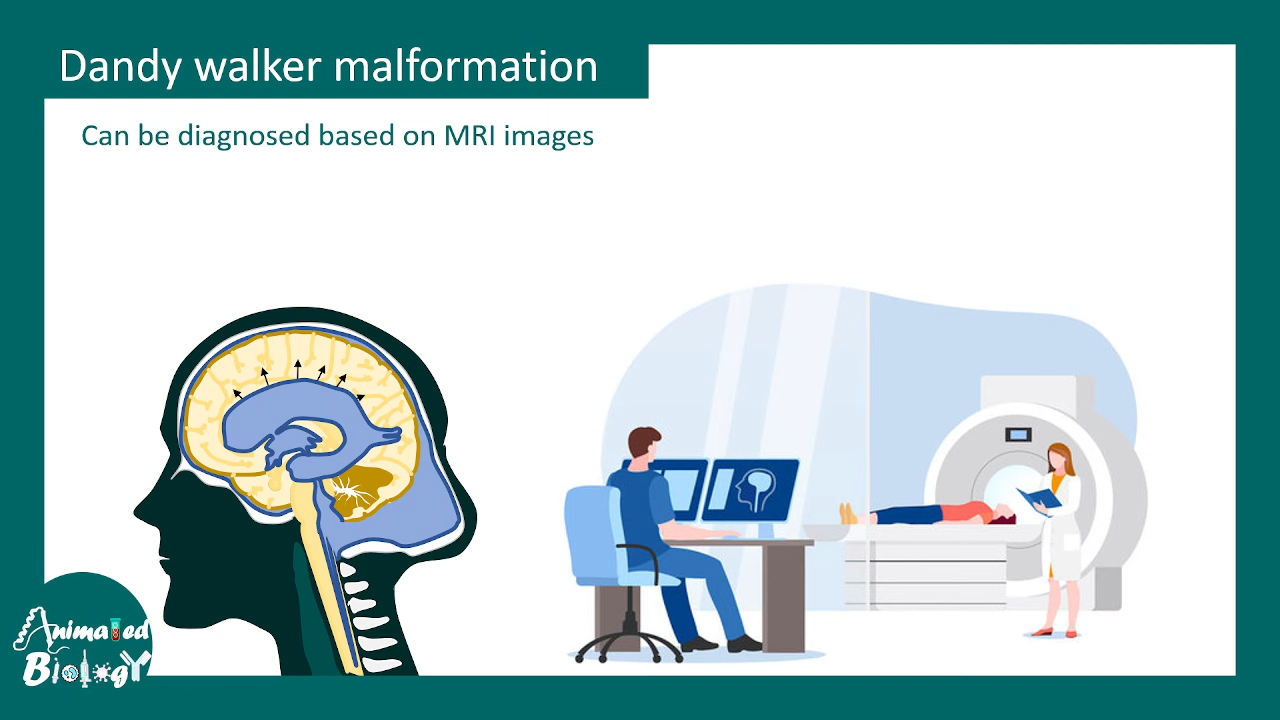 Dandy walker malformation
Can be diagnosed based on MRI images
Animated
Biology